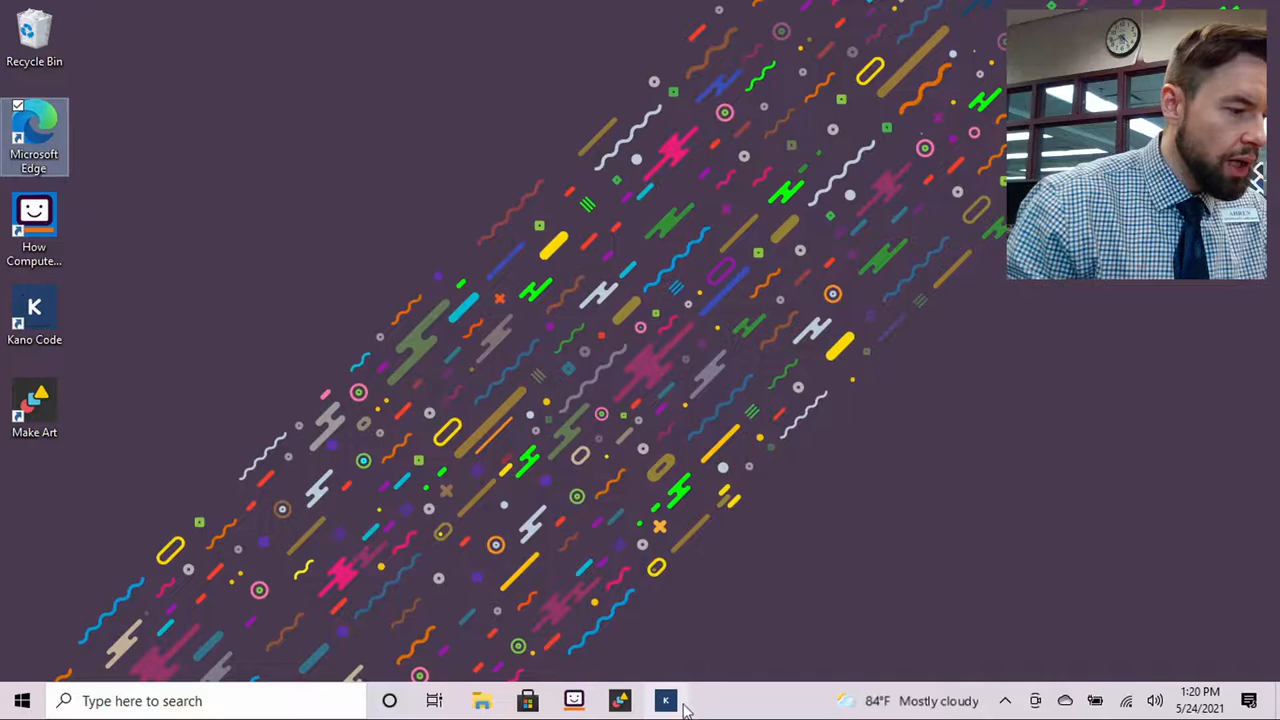 Recycle Bin
Microsoft
Edge
How
Compute...
K
Kano Code
Make Art
AHREN
Type here to search
K
84°F Mostly cloudy
1:20 PM
5/24/2021